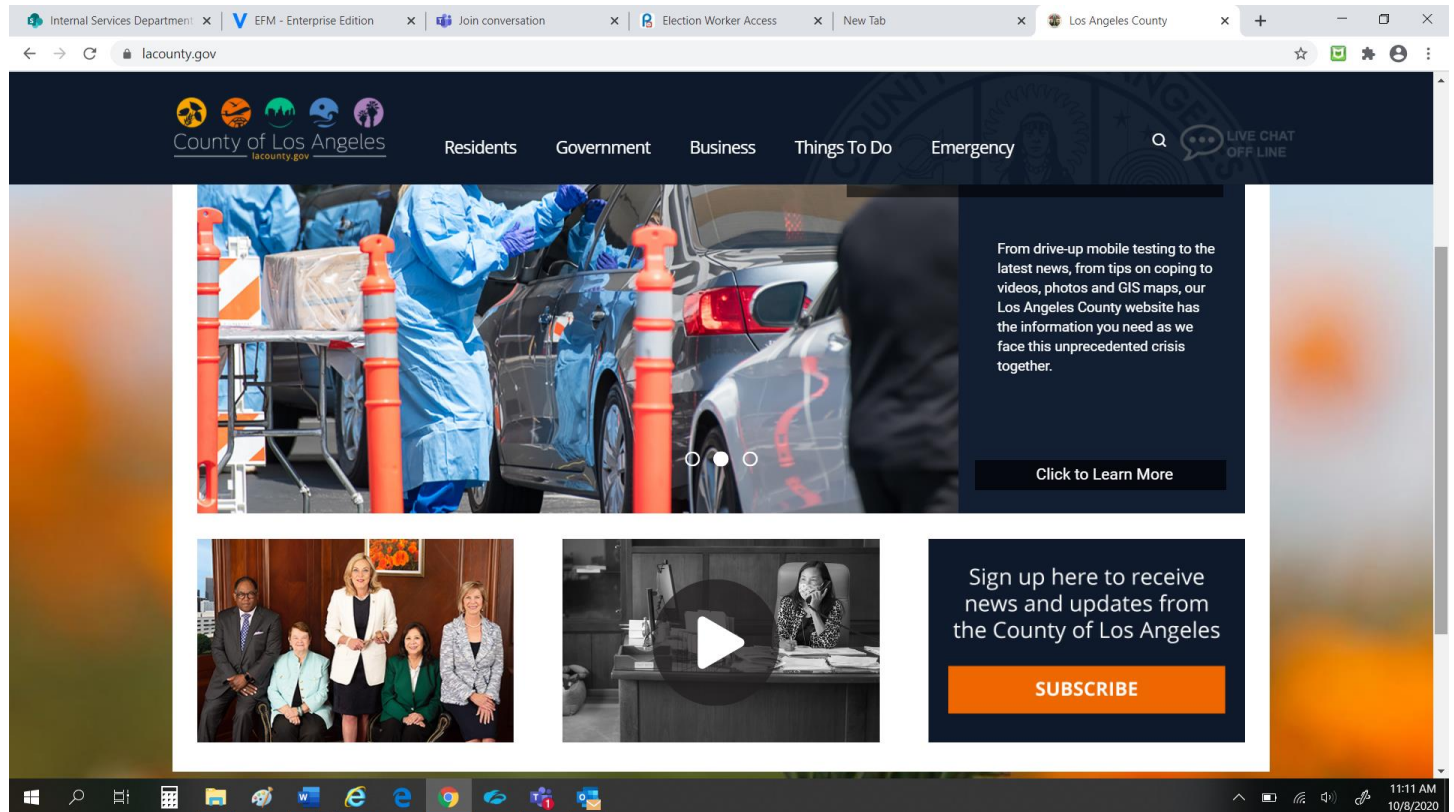 Internal Services Department
EFM - Enterprise Edition
Join conversation
Election Worker Access
New Tab
Los Angeles County
lacounty.gov
County of Los Angeles
lacounty.gov
Residents
Government
Business
Things To Do
Emergency
LIVE CHAT
OFF LINE
From drive-up mobile testing to the
latest news, from tips on coping to
videos, photos and GIS maps, our
Los Angeles County website has
the information you need as we
face this unprecedented crisis
together.
Click to Learn More
Sign up here to receive
news and updates from
the County of Los Angeles
SUBSCRIBE
11:11 AM
10/8/2020